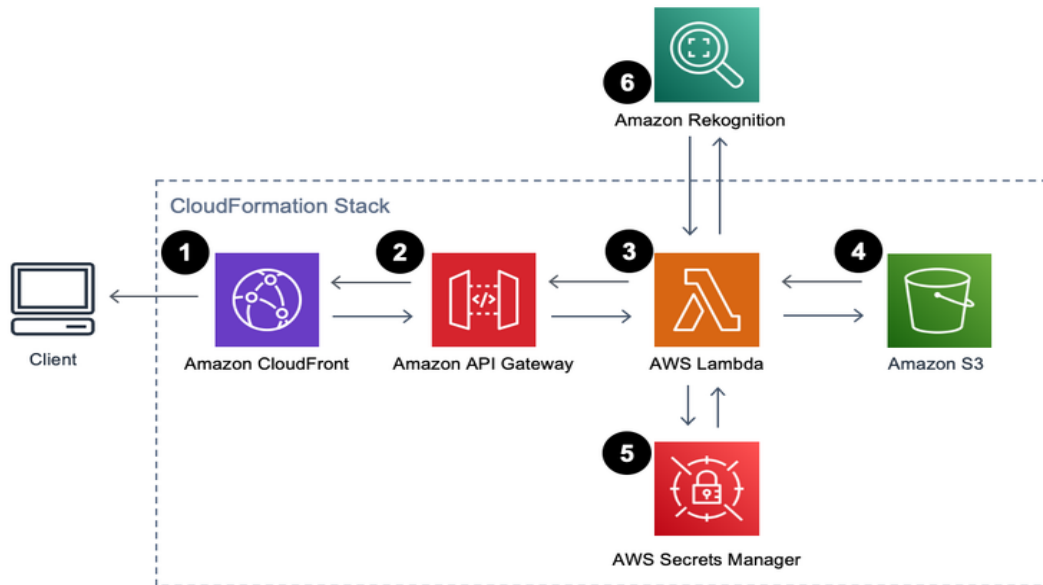 6
Amazon Rekognition
CloudFormation Stack
1
2
3
4
</>
Client
Amazon CloudFront
Amazon API Gateway
AWS Lambda
Amazon S3
5
AWS Secrets Manager